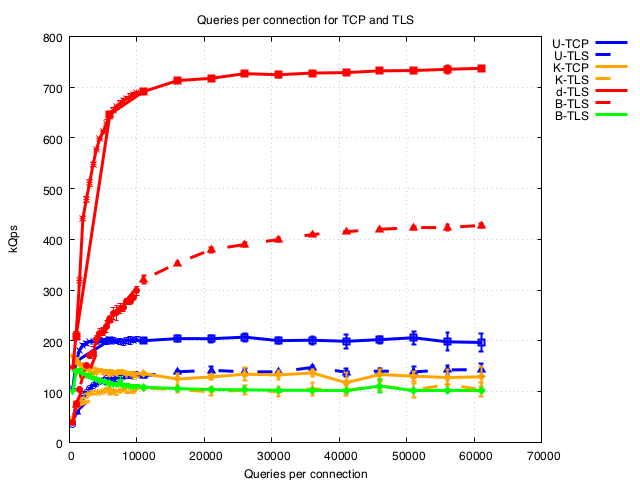 Queries per connection for TCP and TLS
U-TCP
U-TLS
K-TCP
K-TLS
d-TLS
B-TLS
B-TLS
800
700
600
500
400
300
200
100
0
kQps
0 10000 20000 30000 40000 50000 60000 70000
Queries per connection